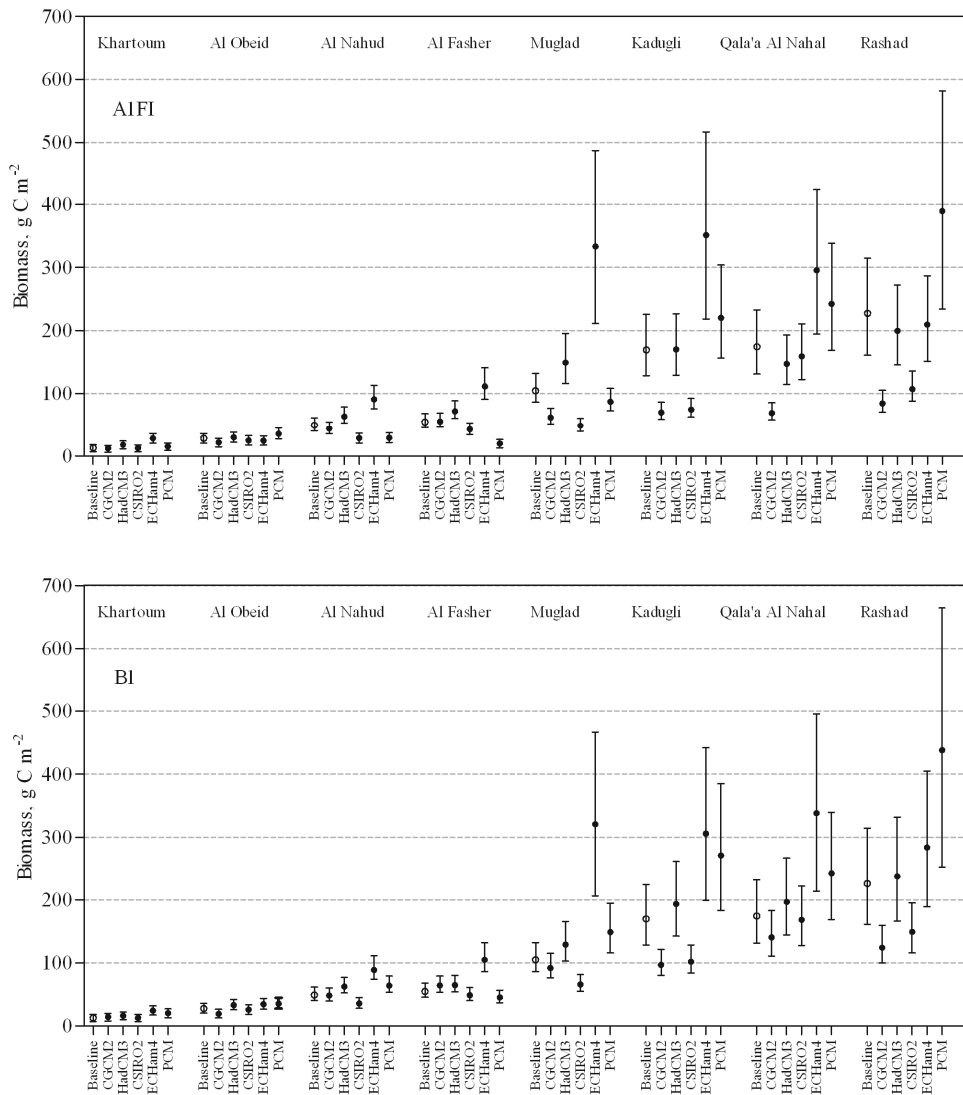 700
Khartoum Al Obeid Al Nahud Al Fasher Muglad Kadugli Qala'a Al Nahal Rashad
600
A1FI
500
400
Biomass, g C m-2
300
200
100
0
Baseline CGCM2 HadCM3 CSIRO2 ECHam4 PCM Baseline CGCM2 HadCM3 CSIRO2 ECHam4 PCM Baseline CGCM2 HadCM3 CSIRO2 ECHam4 PCM Baseline CGCM2 HadCM3 CSIRO2 ECHam4 PCM Baseline CGCM2 HadCM3 CSIRO2 ECHam4 PCM Baseline CGCM2 HadCM3 CSIRO2 ECHam4 PCM Baseline CGCM2 HadCM3 CSIRO2 ECHam4 PCM Baseline CGCM2 HadCM3 CSIRO2 ECHam4 PCM
700
Khartoum Al Obeid Al Nahud Al Fasher Muglad Kadugli Qala'a Al Nahal Rashad
600
B1
500
400
Biomass, g C m-2
300
200
100
0
Baseline CGCM2 HadCM3 CSIRO2 ECHam4 PCM Baseline CGCM2 HadCM3 CSIRO2 ECHam4 PCM Baseline CGCM2 HadCM3 CSIRO2 ECHam4 PCM Baseline CGCM2 HadCM3 CSIRO2 ECHam4 PCM Baseline CGCM2 HadCM3 CSIRO2 ECHam4 PCM Baseline CGCM2 HadCM3 CSIRO2 ECHam4 PCM Baseline CGCM2 HadCM3 CSIRO2 ECHam4 PCM Baseline CGCM2 HadCM3 CSIRO2 ECHam4 PCM